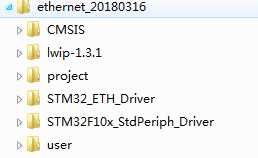 ethernet_20180316
CMSIS
lwip-1.3.1
project
STM32_ETH_Driver
STM32F10x_StdPeriph_Driver
user